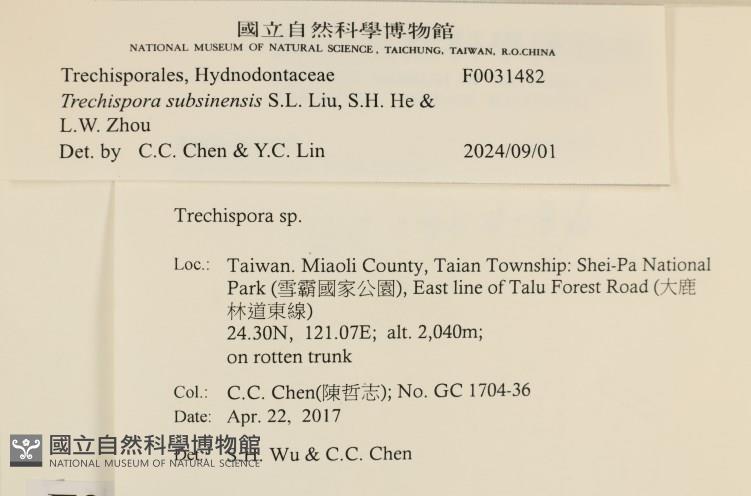 國立自然科學博物館
NATIONAL MUSEUM OF NATURAL SCIENCE, TAICHUNG, TAIWAN, R.O.CHINA
Trechisporales, Hydnodontaceae F0031482
Trechispora subsinensis S.L. Liu, S.H. He &
L.W. Zhou
Det. by C.C. Chen & Y.C. Lin 2024/09/01
Trechispora sp.
Loc.: Taiwan. Miaoli County, Taian Township: Shei-Pa National
Park (雪霸國家公園), East line of Talu Forest Road (大鹿
林道東線)
24.30N, 121.07E; alt. 2,040m;
on rotten trunk
Col.: C.C. Chen(陳哲志); No. GC 1704-36
Date: Apr. 22, 2017
Det.: S.H. Wu & C.C. Chen
國立自然科學博物館
NATIONAL MUSEUM OF NATURAL SCIENCE